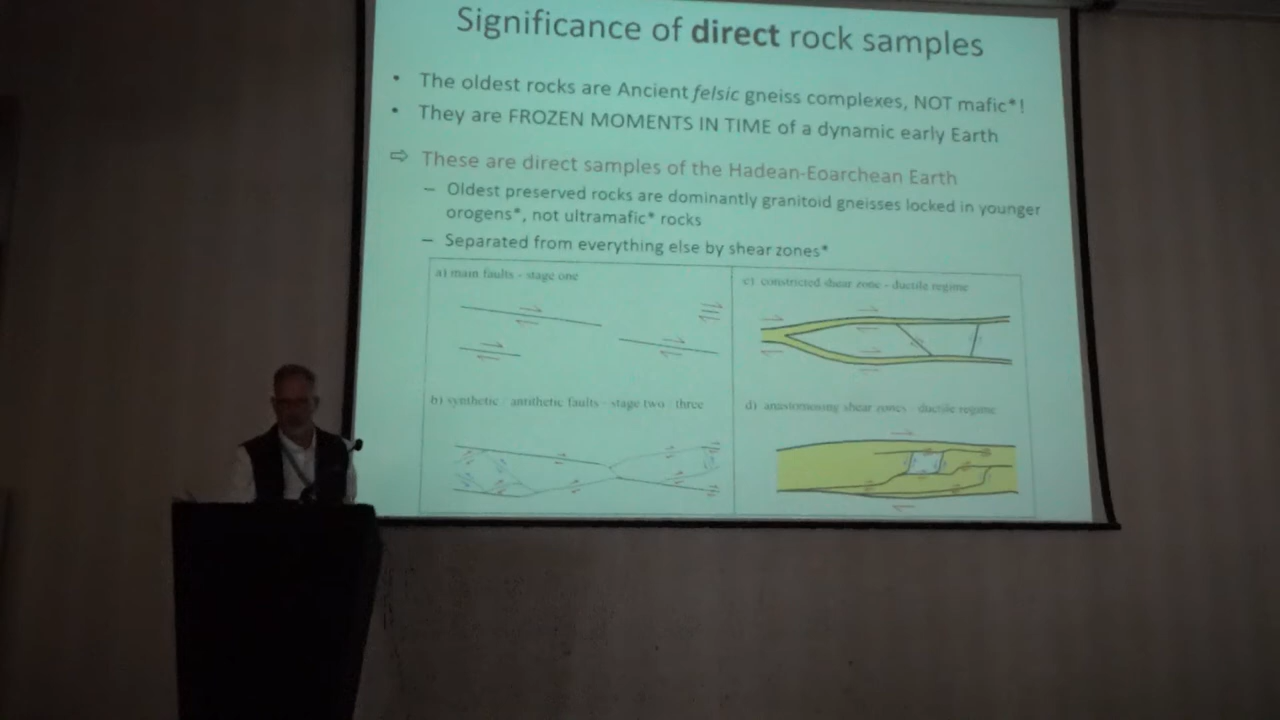 Significance of direct rock samples
• The oldest rocks are Ancient felsic gneiss complexes, NOT mafic*!
• They are FROZEN MOMENTS IN TIME of a dynamic early Earth
⇨ These are direct samples of the Hadean-Eoarchean Earth
– Oldest preserved rocks are dominantly granitoid gneisses locked in younger
orogens*, not ultramafic* rocks
– Separated from everything else by shear zones*
a) main faults - stage one
c) constricted shear zone - ductile regime
b) synthetic antithetic faults - stage two three
d) anastomosing shear zones ductile regime